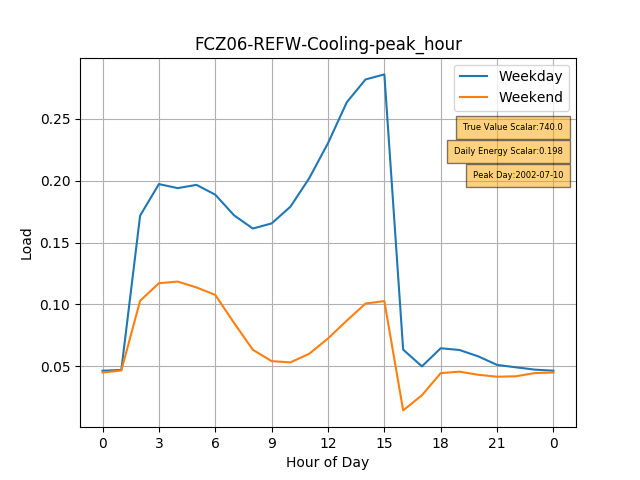 FCZ06-REFW-Cooling-peak_hour
Weekday
Weekend
True Value Scalar:740.0
Daily Energy Scalar:0.198
Peak Day:2002-07-10
Load
0.25
0.20
0.15
0.10
0.05
0 3 6 9 12 15 18 21 0
Hour of Day